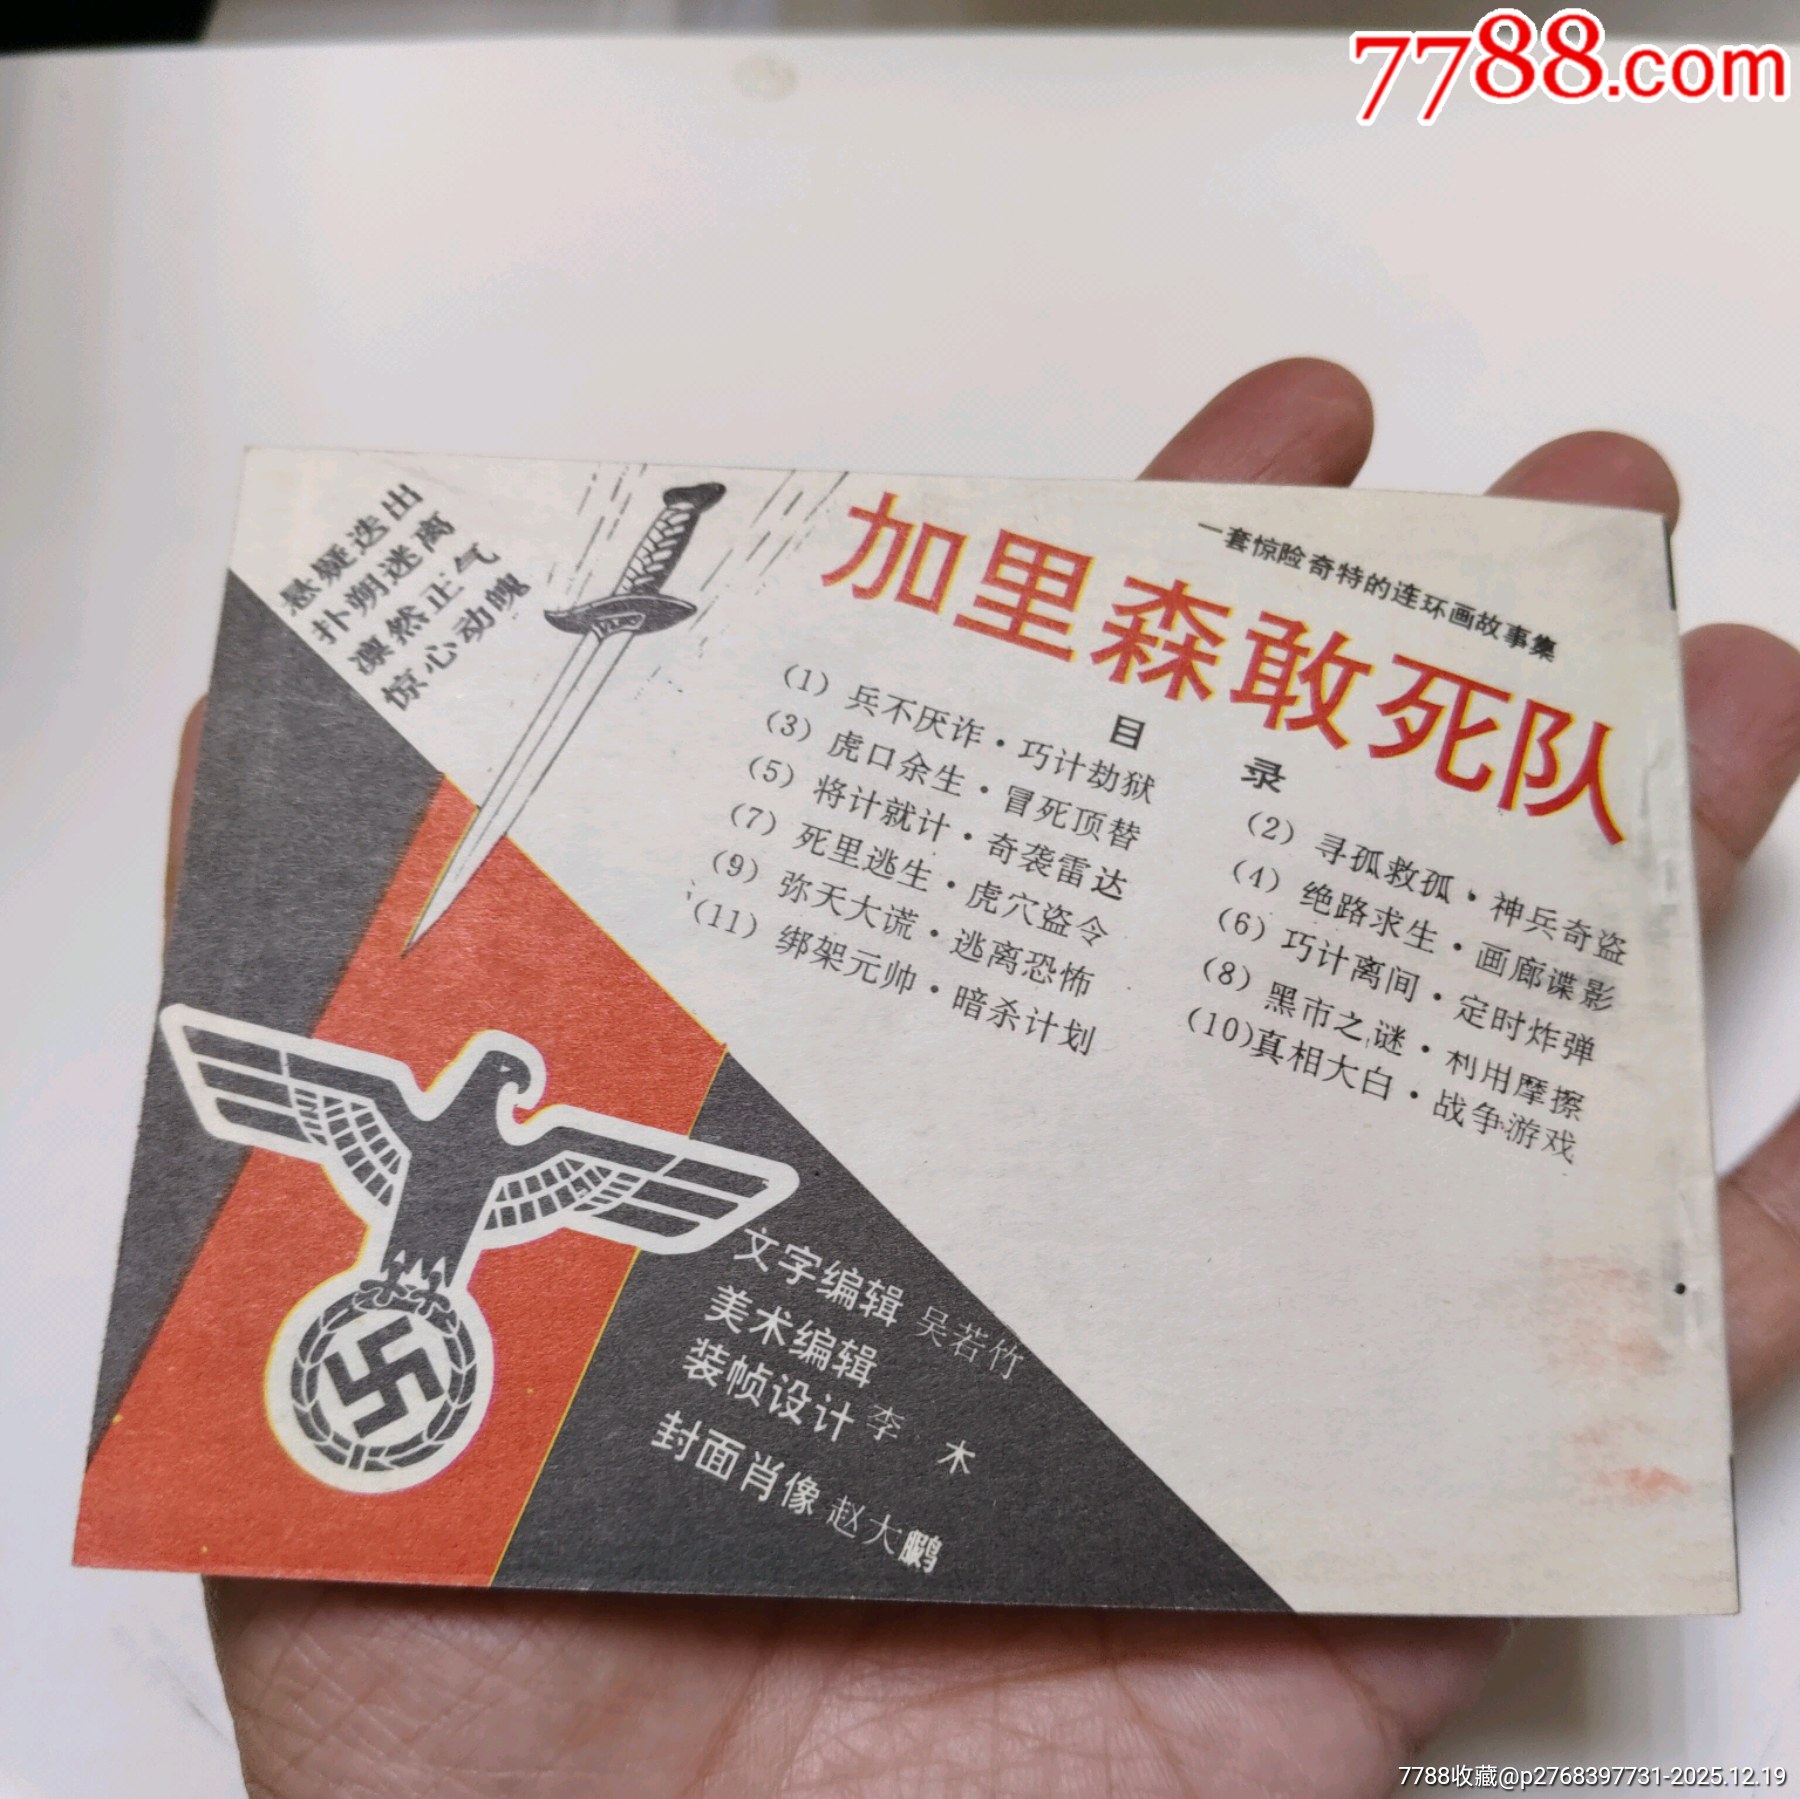 7788.com
悬疑迭出
扑朔迷离
凛然正气
惊心动魄
一套惊险奇特的连环画故事集
加里森敢死队
目 录
(1) 兵不厌诈·巧计劫狱
(2) 寻孤救孤·神兵奇盗
(3) 虎口余生·冒死顶替
(4) 绝路求生·画廊谍影
(5) 将计就计·奇袭雷达
(6) 巧计离间·定时炸弹
(7) 死里逃生·虎穴盗令
(8) 黑市之谜·利用摩擦
(9) 弥天大谎·逃离恐怖
(10)真相大白·战争游戏
(11) 绑架元帅·暗杀计划
文字编辑 吴若竹
美术编辑
装帧设计 李 木
封面肖像 赵大鹏
7788收藏@p2768397731-2025.12.19